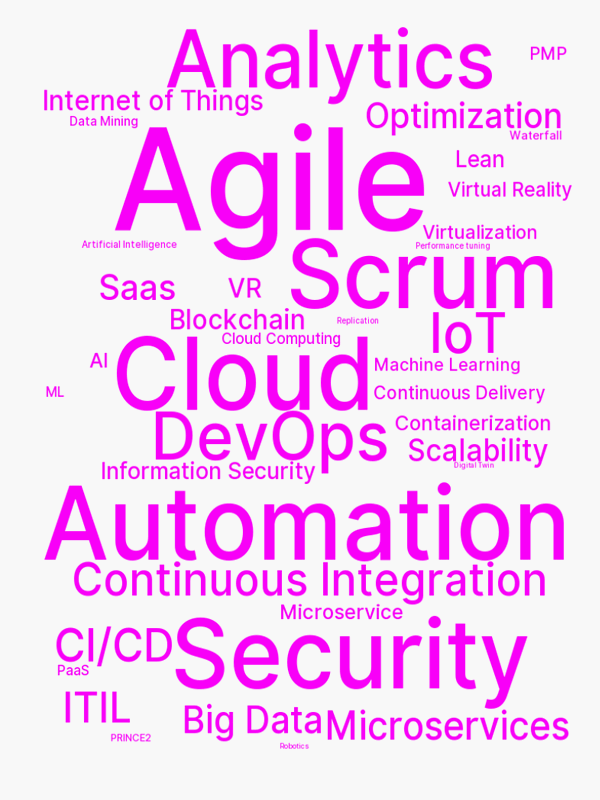 Analytics
PMP
Internet of Things
Optimization
Data Mining
Waterfall
Agile
Lean
Virtual Reality
Virtualization
Artificial Intelligence
Performance tuning
Scrum
Saas
VR
Blockchain
Replication
IoT
Cloud Computing
AI
Cloud
Machine Learning
ML
Continuous Delivery
DevOps
Containerization
Scalability
Digital Twin
Information Security
Automation
Continuous Integration
Microservice
CI/CD
Security
PaaS
ITIL
Big Data
Microservices
PRINCE2
Robotics